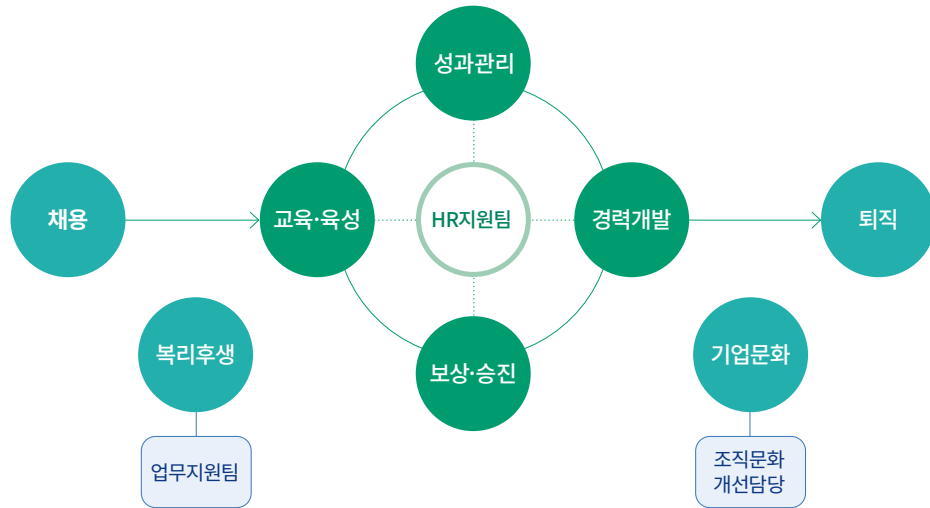 성과관리
채용
교육·육성
HR지원팀
경력개발
퇴직
복리후생
보상·승진
기업문화
업무지원팀
조직문화
개선담당